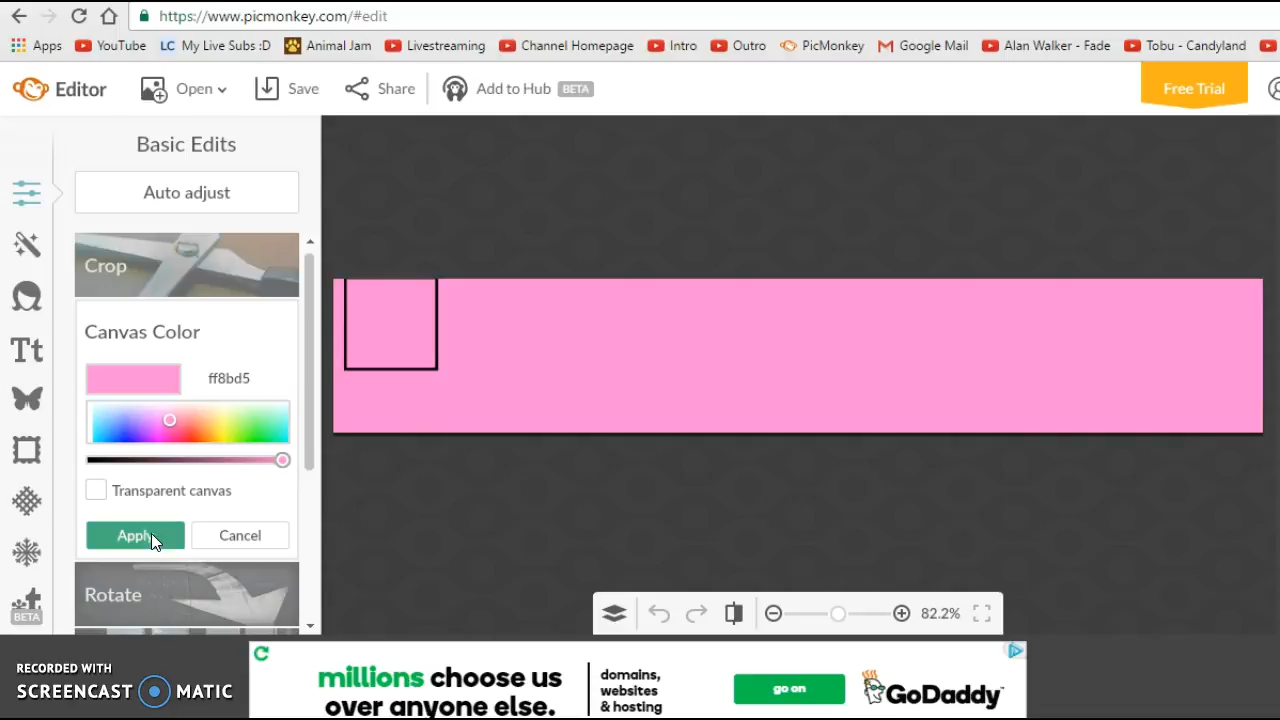 https://www.picmonkey.com/#edit
Apps YouTube LC My Live Subs :D Animal Jam Livestreaming Channel Homepage Intro Outro PicMonkey Google Mail Alan Walker - Fade Tobu - Candyland
Editor Open Save Share Add to Hub BETA Free Trial
Basic Edits
Auto adjust
Crop
Canvas Color
ff8bd5
Transparent canvas
Apply Cancel
Tt
Rotate
BETA
82.2%
RECORDED WITH
SCREENCAST MATIC
millions choose us
over anyone else.
domains,
websites
& hosting
go on
GoDaddy